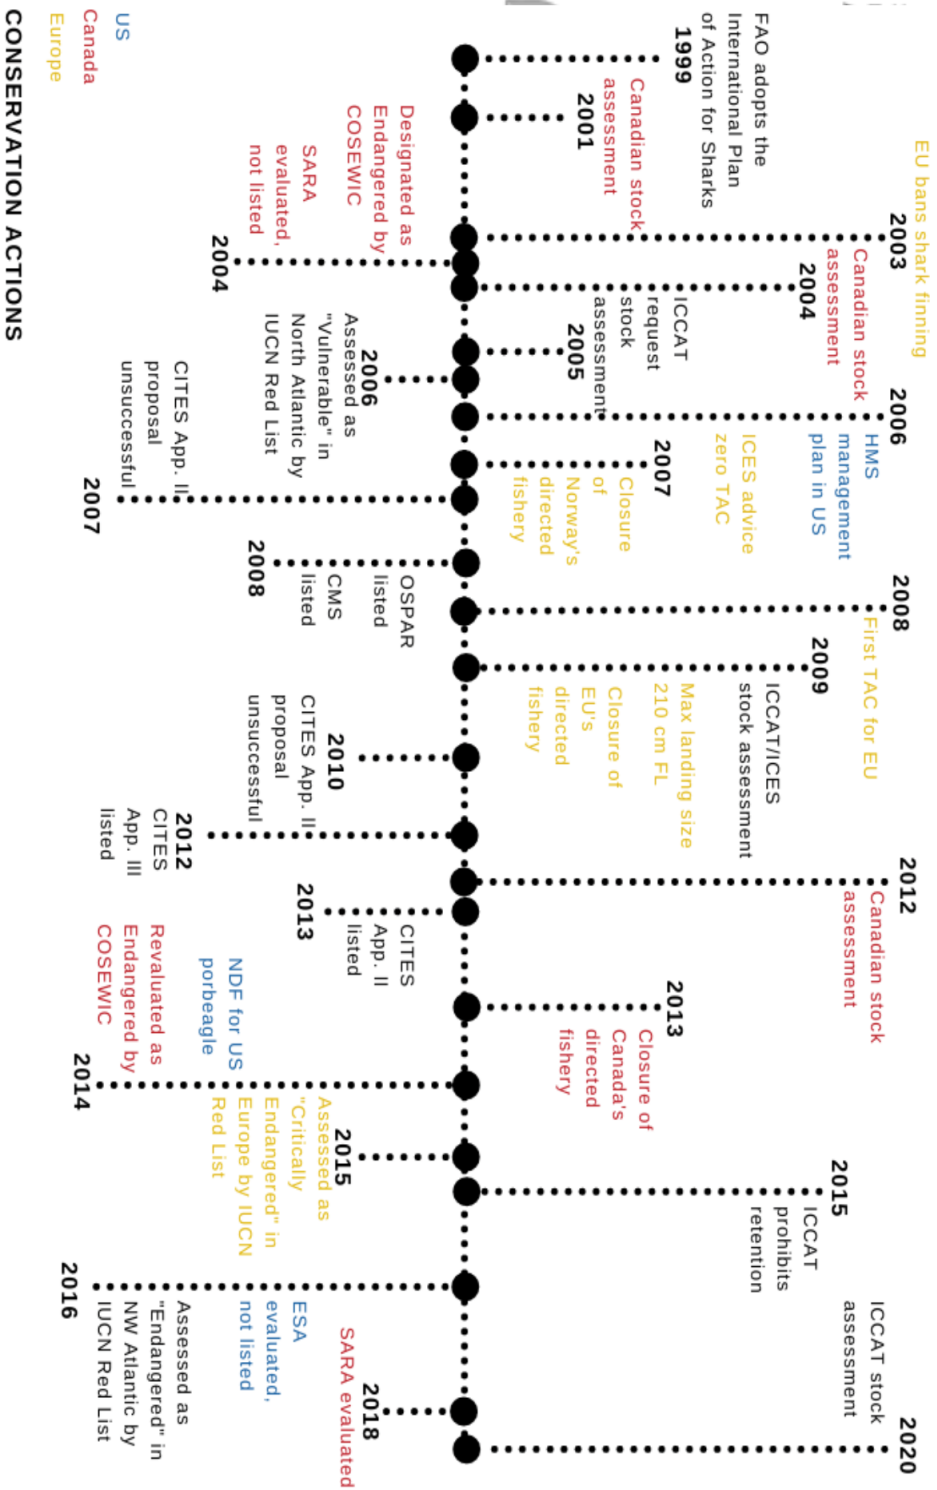 FAO adopts the
International Plan
of Action for Sharks
1999
Canadian stock
assessment
2001
EU bans shark finning
2003
Canadian stock
assessment
2004
ICCAT
request
stock
assessment
2005
2006
HMS
management
plan in US
ICES advice
zero TAC
2007
Closure
of
Norway's
directed
fishery
2008
First TAC for EU
2009
ICCAT/ICES
stock assessment
Max landing size
210 cm FL
Closure of
EU's
directed
fishery
2012
Canadian stock
assessment
2013
Closure of
Canada's
directed
fishery
2015
ICCAT
prohibits
retention
ICCAT stock
assessment
2020
Designated as
Endangered by
COSEWIC
SARA
evaluated,
not listed
2004
2006
Assessed as
"Vulnerable" in
North Atlantic by
IUCN Red List
CITES App. II
proposal
unsuccessful
2007
OSPAR
listed
CMS
listed
2008
2010
CITES App. II
proposal
unsuccessful
2012
CITES
App. III
listed
CITES
App. II
listed
2013
NDF for US
porbeagle
Revaluated as
Endangered by
COSEWIC
2014
2015
Assessed as
"Critically
Endangered" in
Europe by IUCN
Red List
ESA
evaluated,
not listed
Assessed as
"Endangered" in
NW Atlantic by
IUCN Red List
2016
2018
SARA evaluated
US
Canada
Europe
CONSERVATION ACTIONS